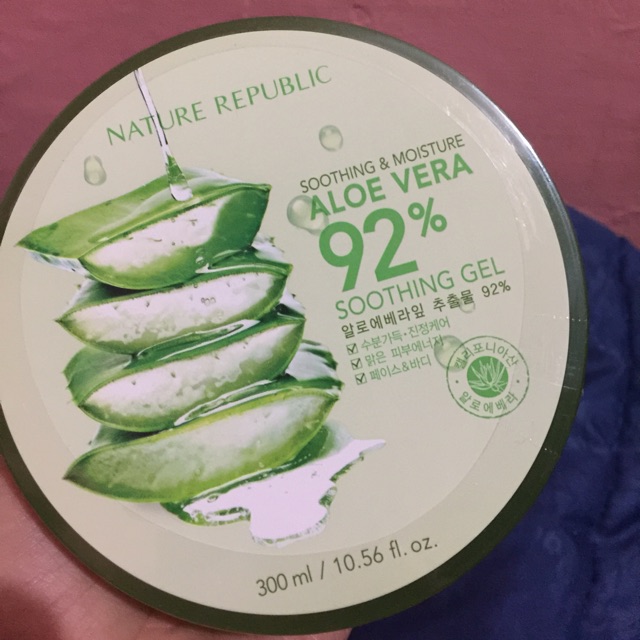 NATURE REPUBLIC
SOOTHING & MOISTURE
ALOE VERA
92%
SOOTHING GEL
알로에베라잎 추출물 92%
수분가득·진정케어
맑은 피부에너지
페이스&바디
캘리포니아산
알로에베라
300 ml / 10.56 fl. oz.